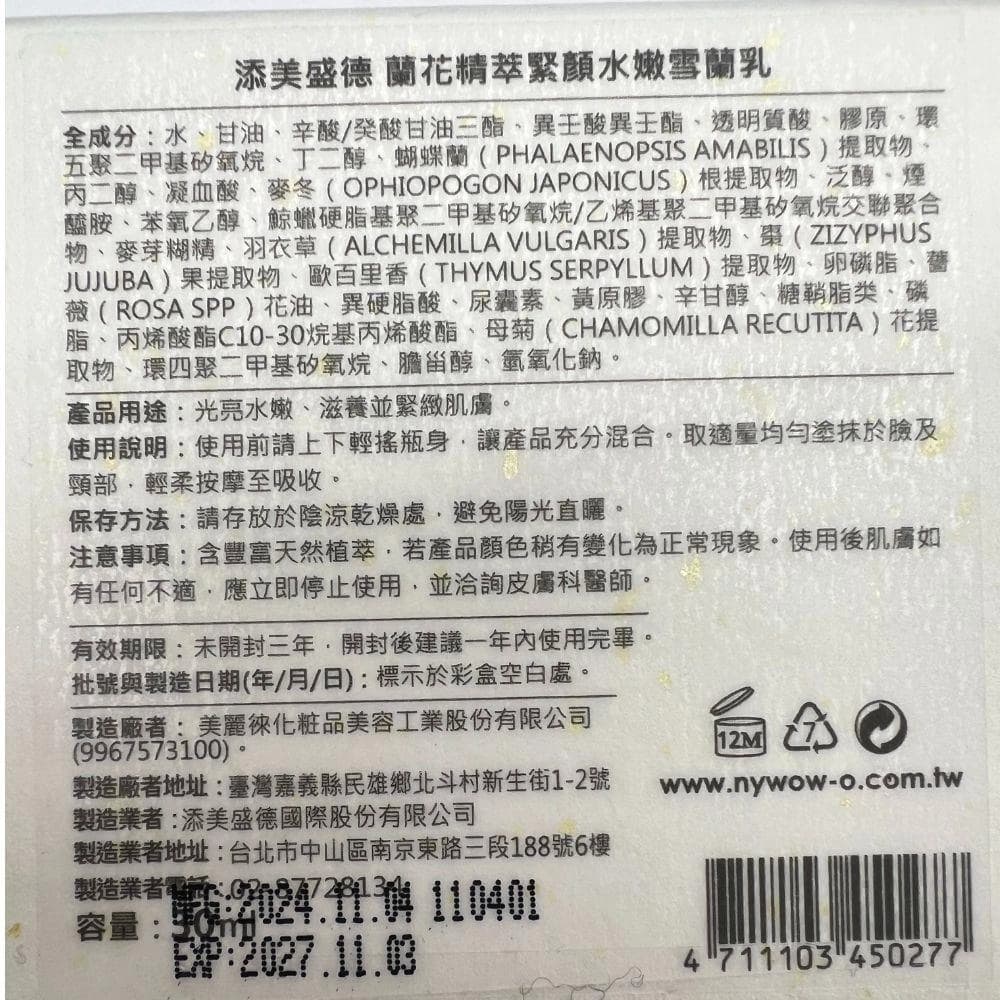 添美盛德 蘭花精萃緊顏水嫩雪蘭乳
全成分：水、甘油、辛酸/癸酸甘油三酯、異壬酸異壬酯、透明質酸、膠原、環
五聚二甲基矽氧烷、丁二醇、蝴蝶蘭（PHALAENOPSIS AMABILIS）提取物、
丙二醇、凝血酸、麥冬（OPHIOPOGON JAPONICUS）根提取物、泛醇、煙
醯胺、苯氧乙醇、鯨蠟硬脂基聚二甲基矽氧烷/乙烯基聚二甲基矽氧烷交聯聚合
物、麥芽糊精、羽衣草（ALCHEMILLA VULGARIS）提取物、棗（ZIZYPHUS
JUJUBA）果提取物、歐百里香（THYMUS SERPYLLUM）提取物、卵磷脂、薔
薇（ROSA SPP）花油、異硬脂酸、尿囊素、黃原膠、辛甘醇、糖鞘脂类、磷
脂、丙烯酸酯C10-30烷基丙烯酸酯、母菊（CHAMOMILLA RECUTITA）花提
取物、環四聚二甲基矽氧烷、膽甾醇、氫氧化鈉。
產品用途：光亮水嫩、滋養並緊緻肌膚。
使用說明：使用前請上下輕搖瓶身，讓產品充分混合。取適量均勻塗抹於臉及
頸部，輕柔按摩至吸收。
保存方法：請存放於陰涼乾燥處，避免陽光直曬。
注意事項：含豐富天然植萃，若產品顏色稍有變化為正常現象。使用後肌膚如
有任何不適，應立即停止使用，並洽詢皮膚科醫師。
有效期限：未開封三年，開封後建議一年內使用完畢。
批號與製造日期(年/月/日)：標示於彩盒空白處。
製造廠者：美麗徠化粧品美容工業股份有限公司
(9967573100)。
製造廠者地址：臺灣嘉義縣民雄鄉北斗村新生街1-2號
製造業者：添美盛德國際股份有限公司
製造業者地址：台北市中山區南京東路三段188號6樓
製造業者電話：02-87728134
2024.11.04 110401
容量：30ml
EXP:2027.11.03
12M
7
www.nywow-o.com.tw
4 711103 450277